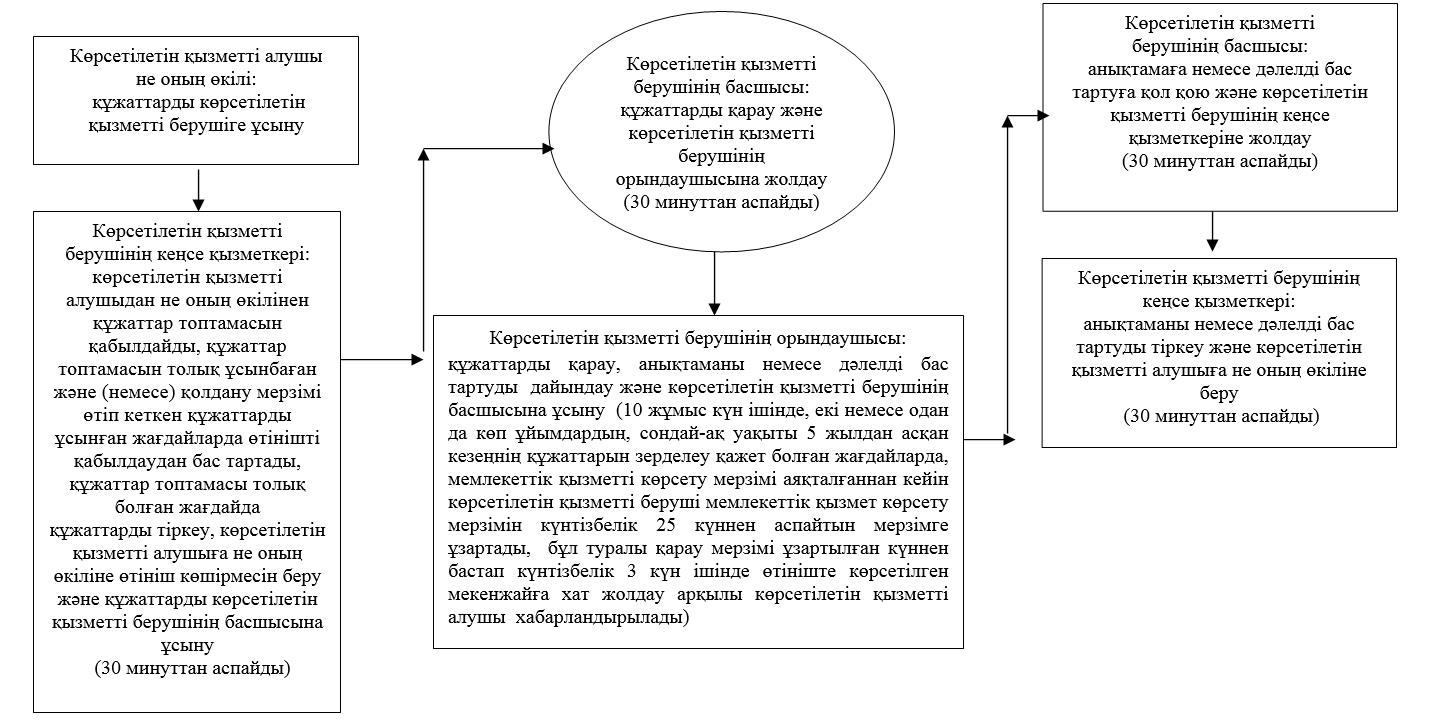 Көрсетілетін қызметті алушы
не оның өкілі:
құжаттарды көрсетілетін
қызметті берушіге ұсыну
Көрсетілетін қызметті
берушінің кеңсе қызметкері:
көрсетілетін қызметті
алушыдан не оның өкілінен
құжаттар топтамасын
қабылдайды, құжаттар
топтамасын толық ұсынбаған
және (немесе) қолдану мерзімі
өтіп кеткен құжаттарды
ұсынған жағдайларда өтінішті
қабылдаудан бас тартады,
құжаттар топтамасы толық
болған жағдайда
құжаттарды тіркеу, көрсетілетін
қызметті алушыға не оның
өкіліне өтініш көшірмесін беру
және құжаттарды көрсетілетін
қызметті берушінің басшысына
ұсыну
(30 минуттан аспайды)
Көрсетілетін қызметті
берушінің басшысы:
құжаттарды қарау және
көрсетілетін қызметті
берушінің
орындаушысына жолдау
(30 минуттан аспайды)
Көрсетілетін қызметті берушінің орындаушысы:
құжаттарды қарау, анықтаманы немесе дәлелді бас
тартуды дайындау және көрсетілетін қызметті берушінің
басшысына ұсыну (10 жұмыс күн ішінде, екі немесе одан
да көп ұйымдардың, сондай-ақ уақыты 5 жылдан асқан
кезеңнің құжаттарын зерделеу қажет болған жағдайларда,
мемлекеттік қызметті көрсету мерзімі аяқталғаннан кейін
көрсетілетін қызметті беруші мемлекеттік қызмет көрсету
мерзімін күнтізбелік 25 күннен аспайтын мерзімге
ұзартады, бұл туралы қарау мерзімі ұзартылған күннен
бастап күнтізбелік 3 күн ішінде өтініште көрсетілген
мекенжайға хат жолдау арқылы көрсетілетін қызметті
алушы хабарландырылады)
Көрсетілетін қызметті
берушінің басшысы:
анықтамаға немесе дәлелді бас
тартуға қол қою және көрсетілетін
қызметті берушінің кеңсе
қызметкеріне жолдау
(30 минуттан аспайды)
Көрсетілетін қызметті берушінің
кеңсе қызметкері:
анықтаманы немесе дәлелді бас
тартуды тіркеу және көрсетілетін
қызметті алушыға не оның өкіліне
беру
(30 минуттан аспайды)